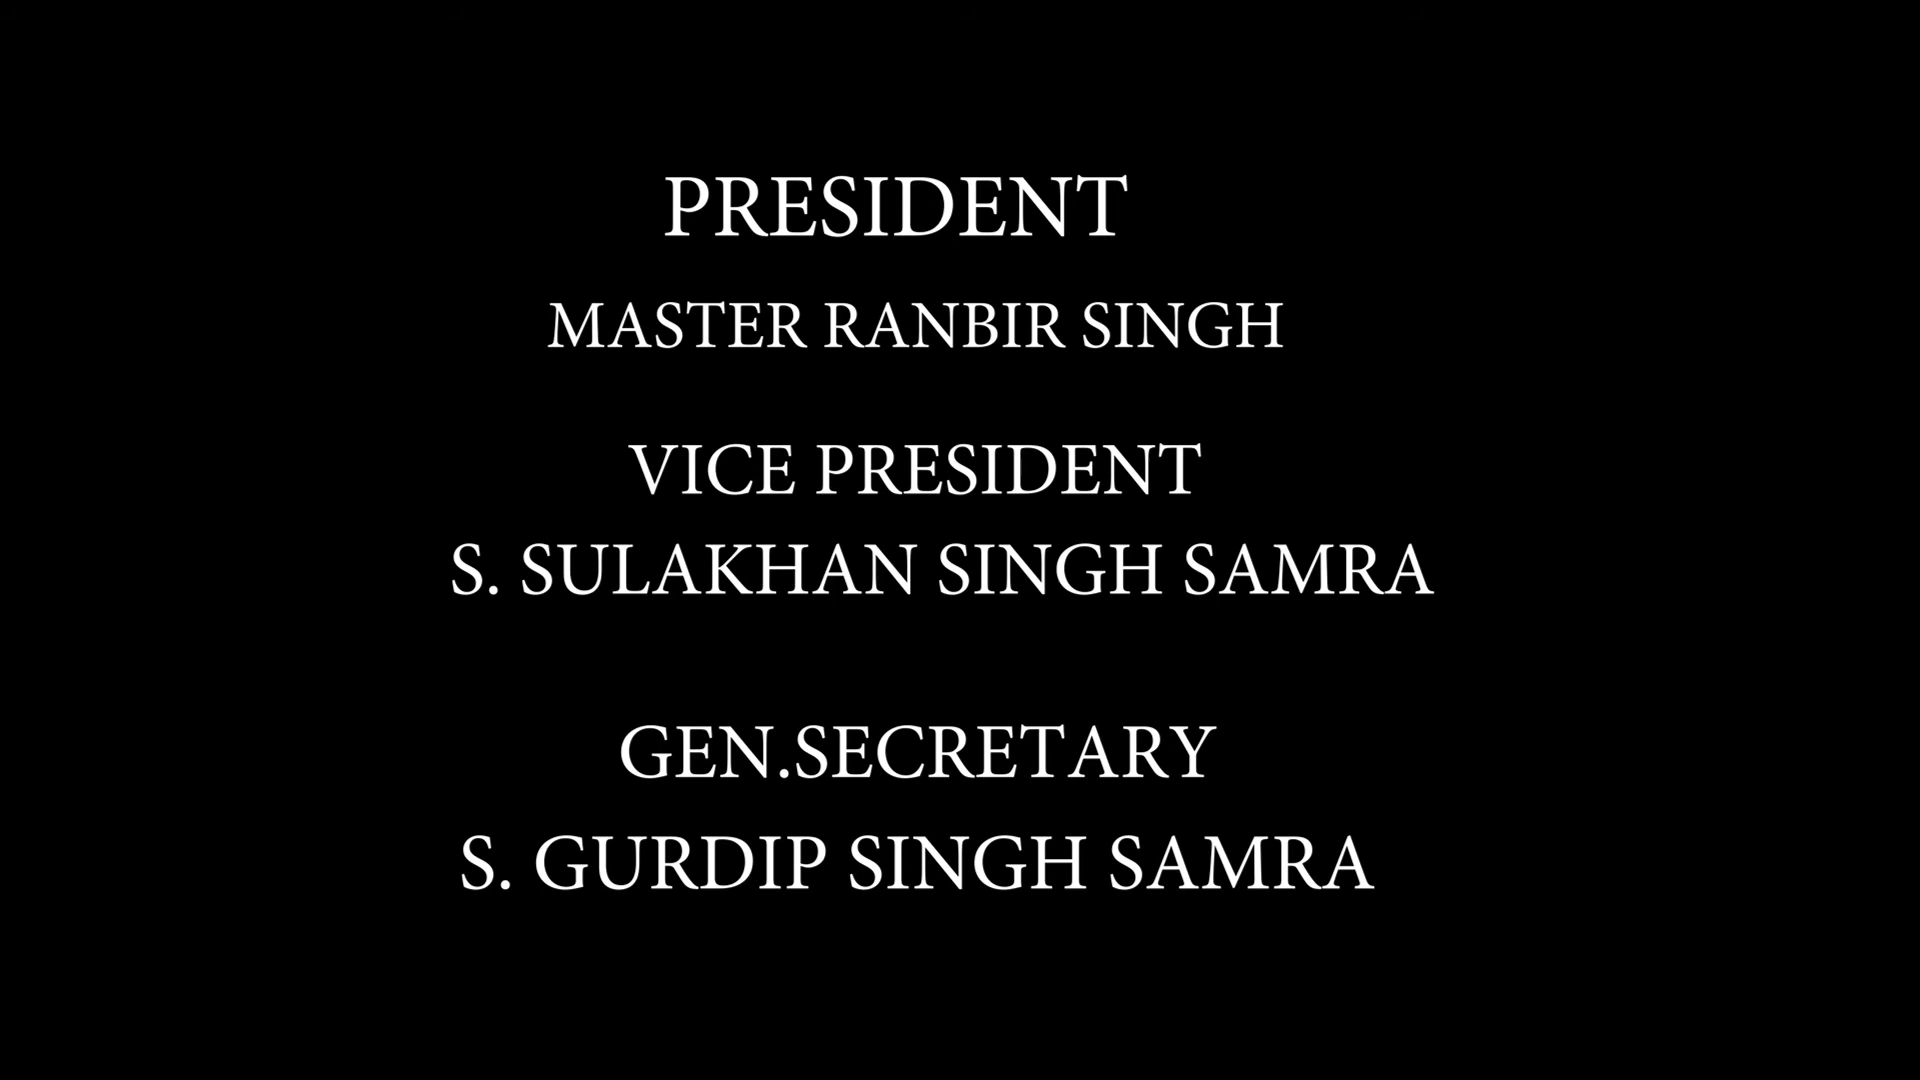 PRESIDENT
MASTER RANBIR SINGH
VICE PRESIDENT
S. SULAKHAN SINGH SAMRA
GEN.SECRETARY
S. GURDIP SINGH SAMRA